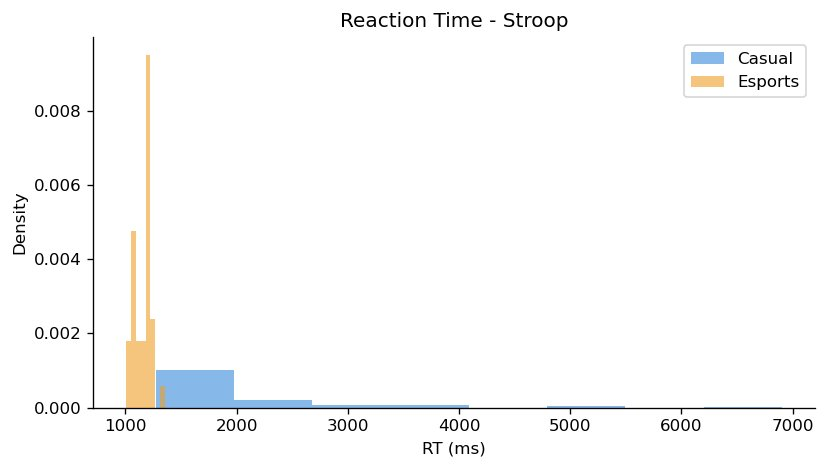 Reaction Time - Stroop
Casual
Esports
0.008
0.006
0.004
0.002
0.000
Density
1000 2000 3000 4000 5000 6000 7000
RT (ms)